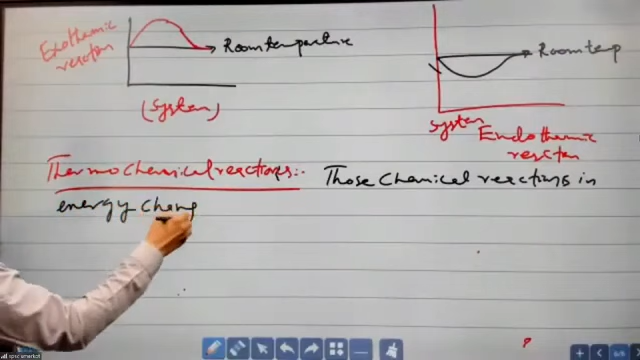 Exothermic
reaction
Room temperature
(System)
Room temp
System
Endothermic
reaction
Thermochemical reactions:- Those Chemical reactions in
energy chang